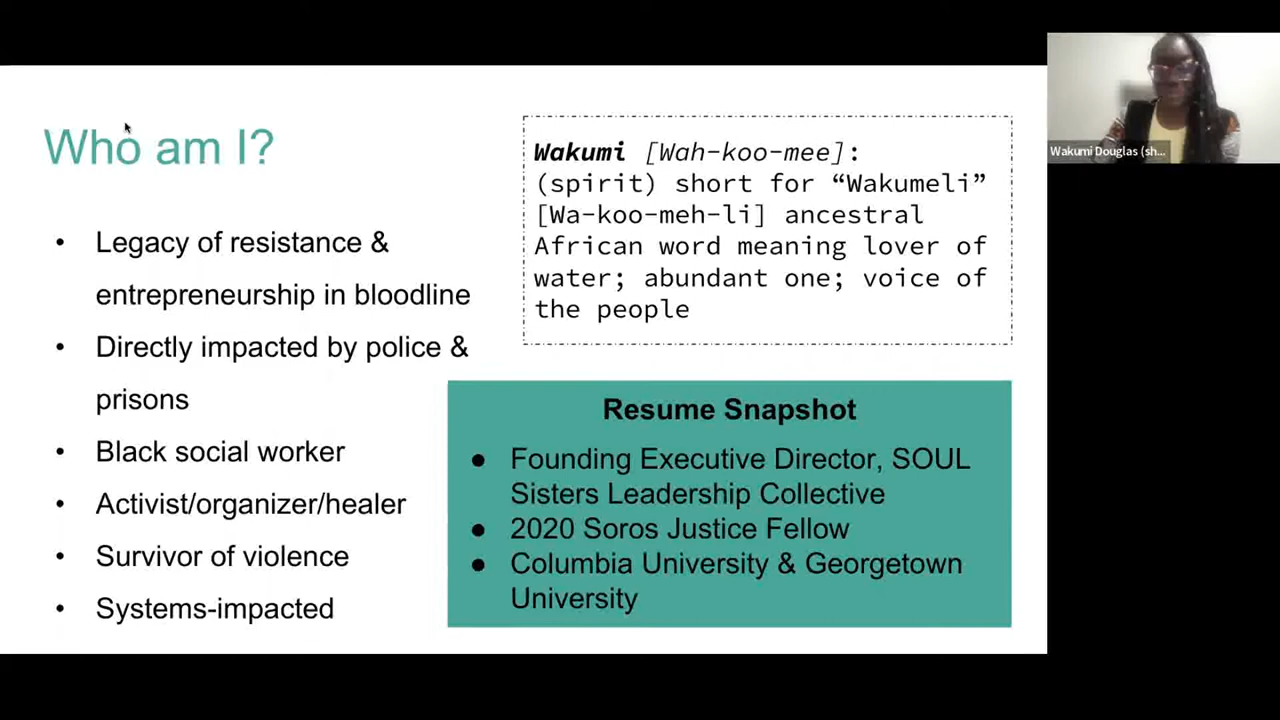 Who am I?
• Legacy of resistance &
entrepreneurship in bloodline
• Directly impacted by police &
prisons
• Black social worker
• Activist/organizer/healer
• Survivor of violence
• Systems-impacted
Wakumi [Wah-koo-mee]:
(spirit) short for “Wakumeli”
[Wa-koo-meh-li] ancestral
African word meaning lover of
water; abundant one; voice of
the people
Resume Snapshot
● Founding Executive Director, SOUL
Sisters Leadership Collective
● 2020 Soros Justice Fellow
● Columbia University & Georgetown
University
Wakumi Douglas (sh...